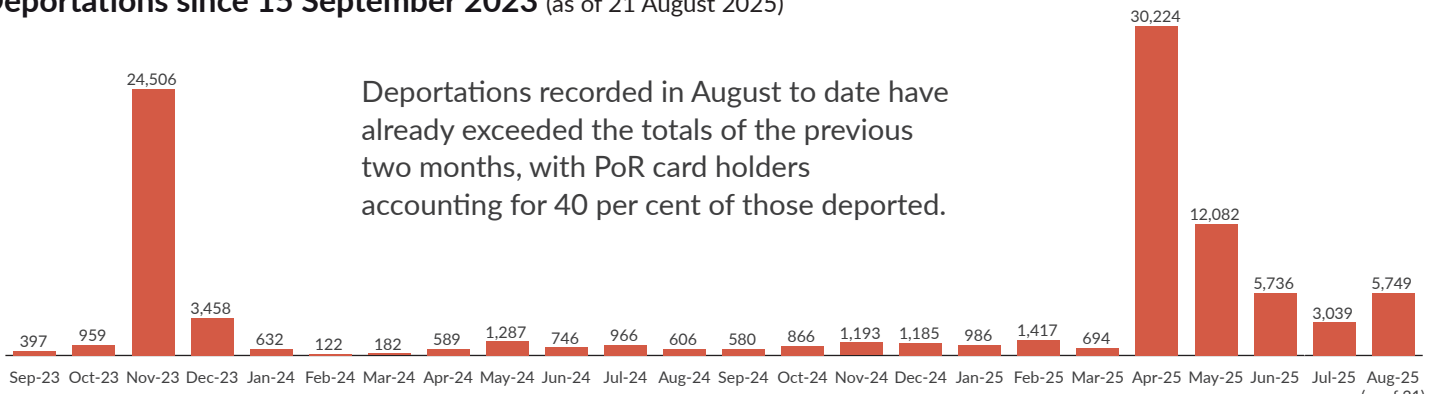 Deportations since 15 September 2023 (as of 21 August 2025)
30,224
24,506
Deportations recorded in August to date have
already exceeded the totals of the previous
two months, with PoR card holders
accounting for 40 per cent of those deported.
12,082
5,736
5,749
3,458
3,039
397 959 632 122 182 589 1,287 746 966 606 580 866 1,193 1,185 986 1,417 694
Sep-23 Oct-23 Nov-23 Dec-23 Jan-24 Feb-24 Mar-24 Apr-24 May-24 Jun-24 Jul-24 Aug-24 Sep-24 Oct-24 Nov-24 Dec-24 Jan-25 Feb-25 Mar-25 Apr-25 May-25 Jun-25 Jul-25 Aug-25